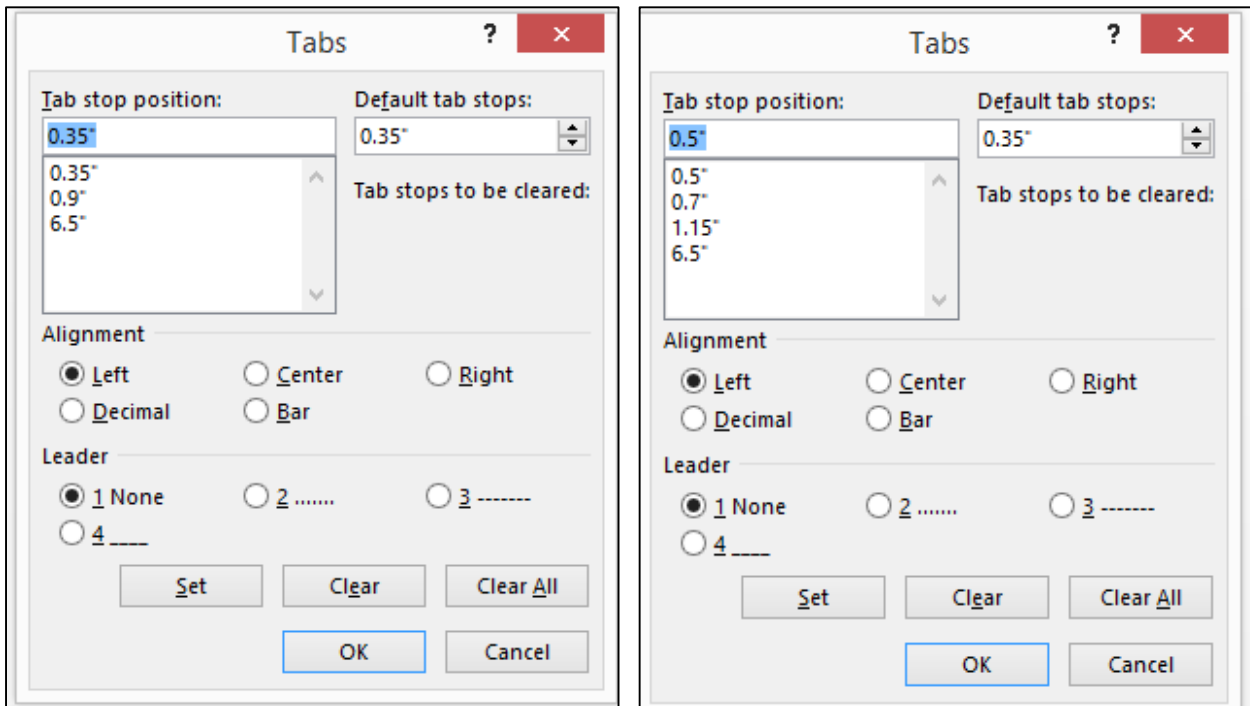 Tabs ? ×
Tab stop position: Default tab stops:
0.35" 0.35"
0.35"
0.9"
6.5"
Tab stops to be cleared:
Alignment
Left Center Right
Decimal Bar
Leader
1 None 2 ....... 3 -------
4 ____
Set Clear Clear All
OK Cancel
Tabs ? ×
Tab stop position: Default tab stops:
0.5" 0.35"
0.5"
0.7"
1.15"
6.5"
Tab stops to be cleared:
Alignment
Left Center Right
Decimal Bar
Leader
1 None 2 ....... 3 -------
4 ____
Set Clear Clear All
OK Cancel